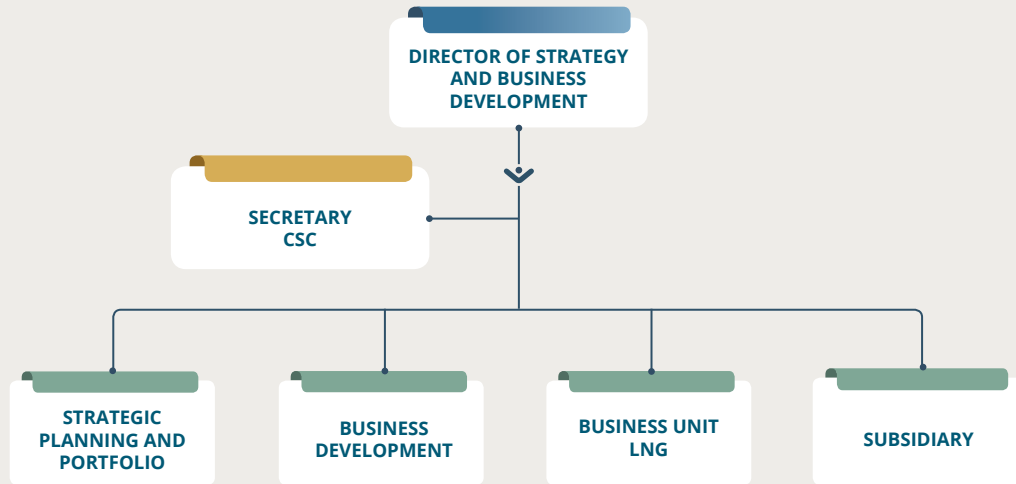 DIRECTOR OF STRATEGY
AND BUSINESS
DEVELOPMENT
SECRETARY
CSC
STRATEGIC
PLANNING AND
PORTFOLIO
BUSINESS
DEVELOPMENT
BUSINESS UNIT
LNG
SUBSIDIARY